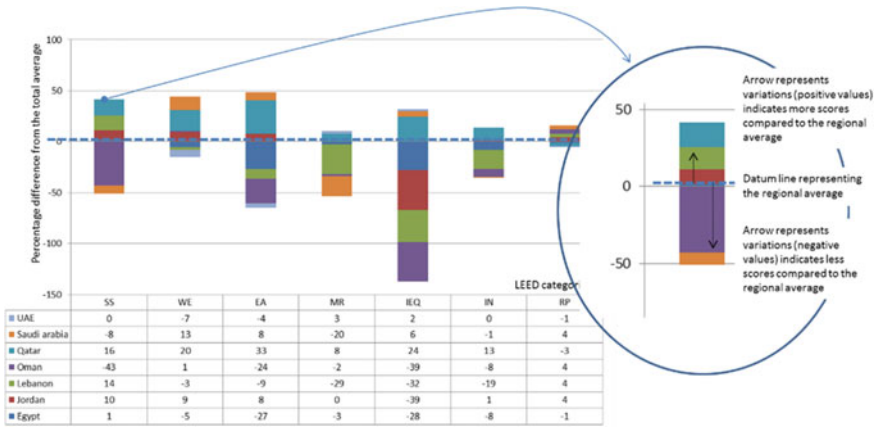 100
50
0
-50
-100
-150
Percentage difference from the total average
LEED categor
SS WE EA MR IEQ IN RP
UAE 0 -7 -4 3 2 0 -1
Saudi arabia -8 13 8 -20 6 -1 4
Qatar 16 20 33 8 24 13 -3
Oman -43 1 -24 -2 -39 -8 4
Lebanon 14 -3 -9 -29 -32 -19 4
Jordan 10 9 8 0 -39 1 4
Egypt 1 -5 -27 -3 -28 -8 -1
50
0
-50
Arrow represents
variations (positive values)
indicates more scores
compared to the regional
average
Datum line representing
the regional average
Arrow represents
variations (negative
values) indicates less
scores compared to the
regional average